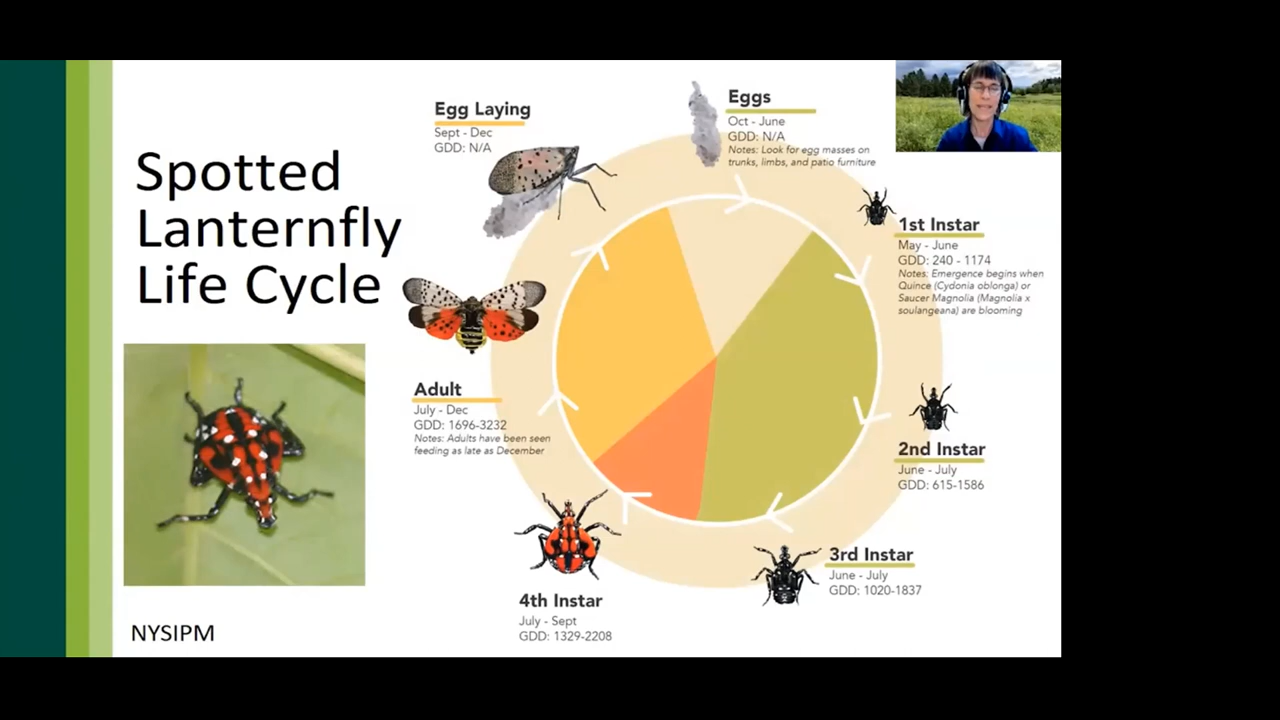 Spotted
Lanternfly
Life Cycle
NYSIPM
Egg Laying
Sept - Dec
GDD: N/A
Eggs
Oct - June
GDD: N/A
Notes: Look for egg masses on
trunks, limbs, and patio furniture
1st Instar
May - June
GDD: 240 - 1174
Notes: Emergence begins when
Quince (Cydonia oblonga) or
Saucer Magnolia (Magnolia x
soulangeana) are blooming
2nd Instar
June - July
GDD: 615-1586
3rd Instar
June - July
GDD: 1020-1837
4th Instar
July - Sept
GDD: 1329-2208
Adult
July - Dec
GDD: 1696-3232
Notes: Adults have been seen
feeding as late as December